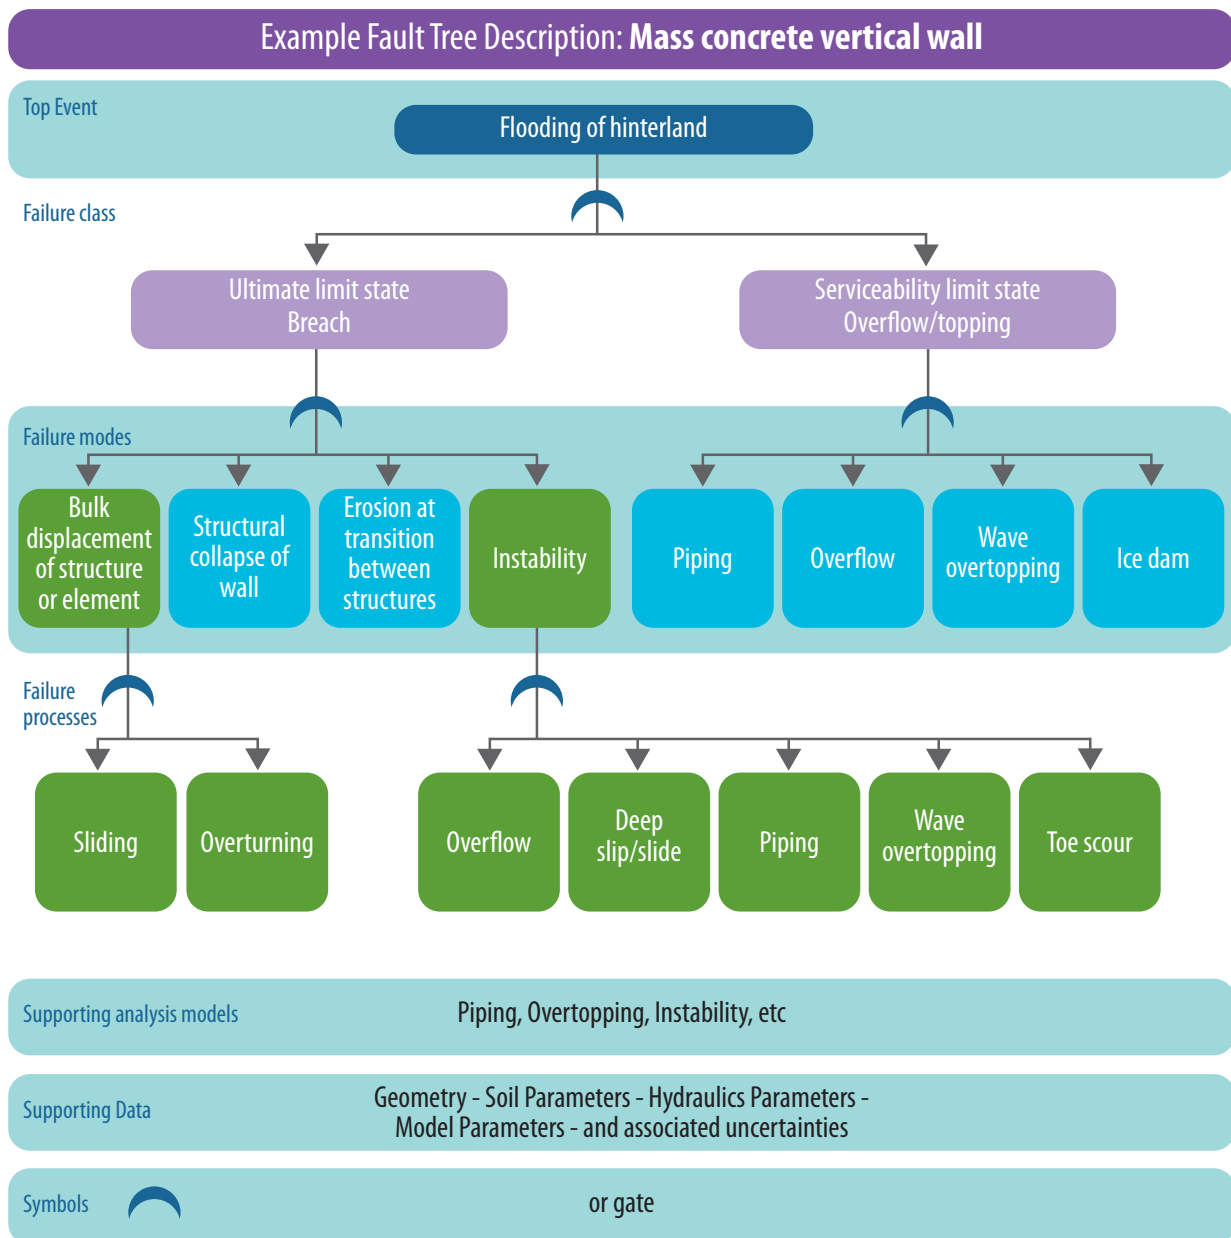 Example Fault Tree Description: Mass concrete vertical wall
Top Event
Flooding of hinterland
Failure class
Ultimate limit state
Breach
Serviceability limit state
Overflow/topping
Failure modes
Bulk
displacement
of structure
or element
Structural
collapse of
wall
Erosion at
transition
between
structures
Instability
Piping
Overflow
Wave
overtopping
Ice dam
Failure
processes
Sliding
Overturning
Overflow
Deep
slip/slide
Piping
Wave
overtopping
Toe scour
Supporting analysis models
Piping, Overtopping, Instability, etc
Supporting Data
Geometry - Soil Parameters - Hydraulics Parameters -
Model Parameters - and associated uncertainties
Symbols
or gate